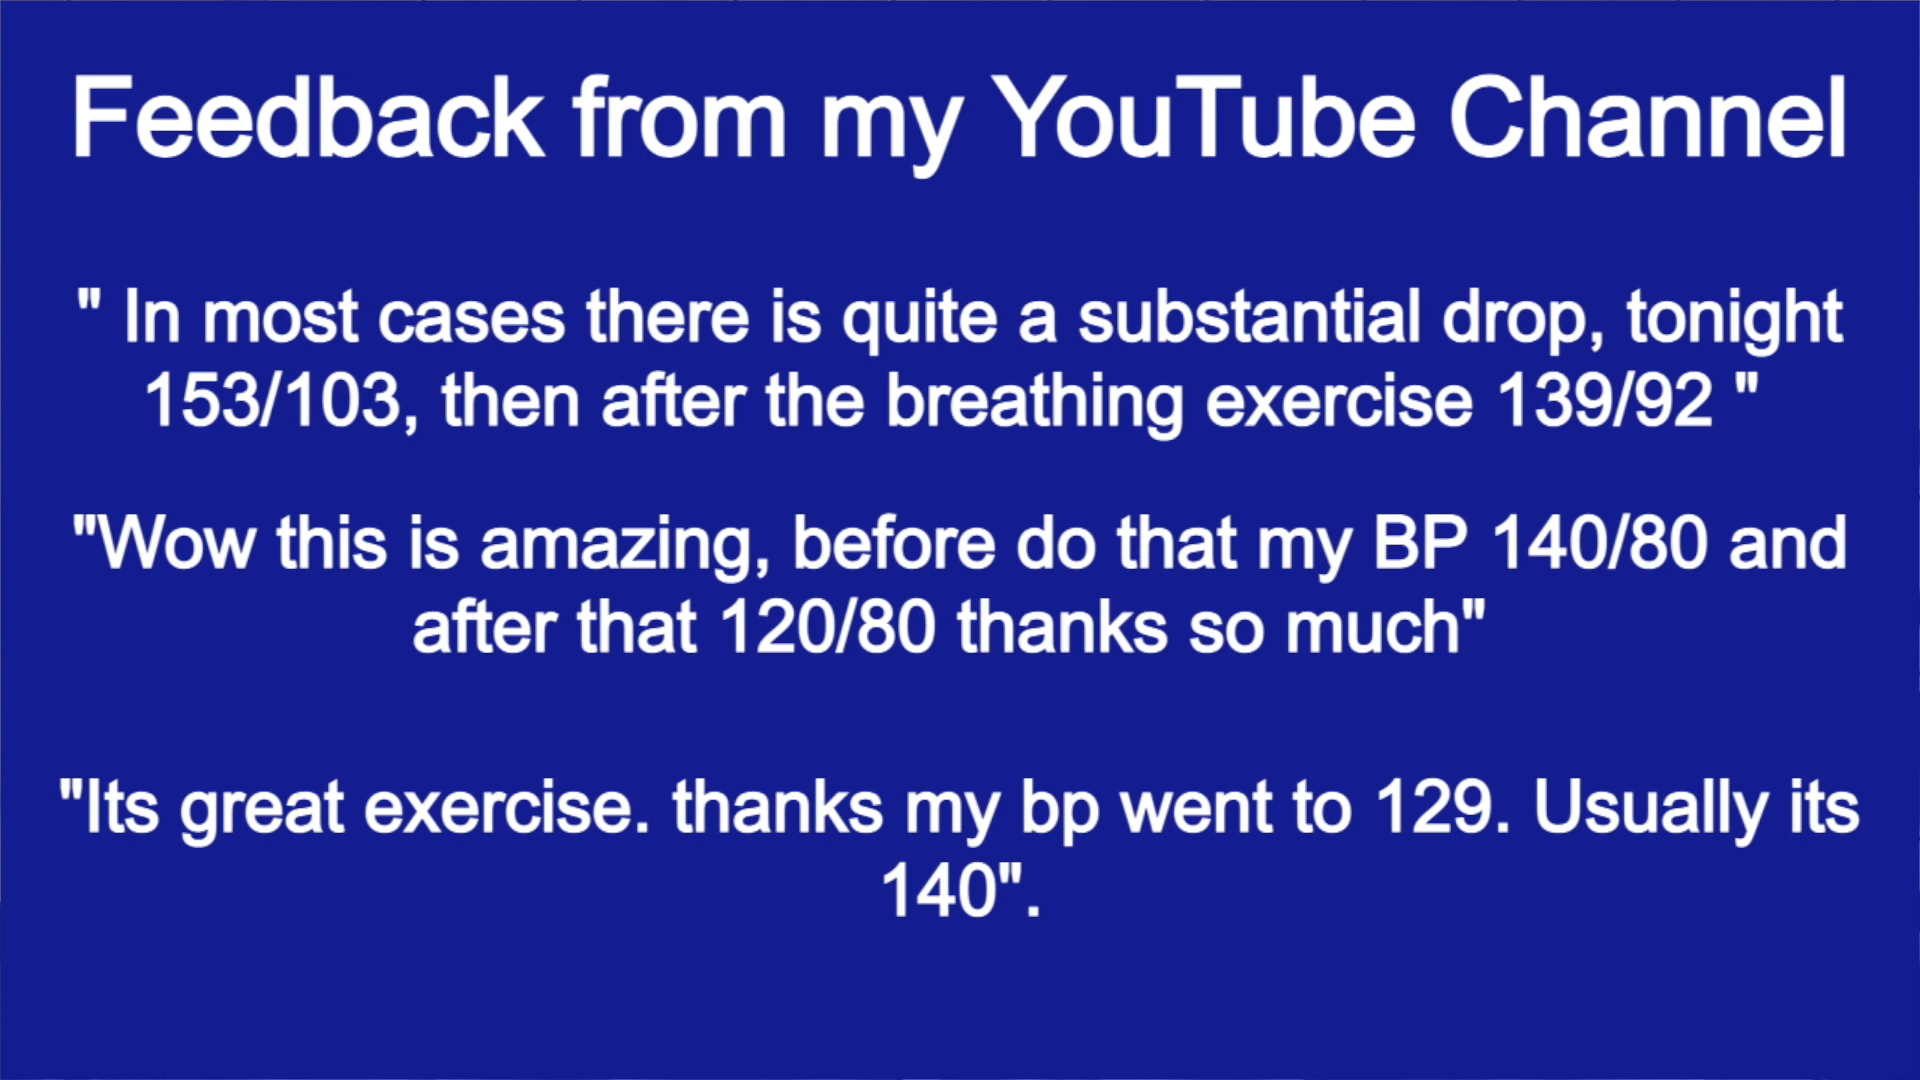 Feedback from my YouTube Channel
" In most cases there is quite a substantial drop, tonight
153/103, then after the breathing exercise 139/92 "
"Wow this is amazing, before do that my BP 140/80 and
after that 120/80 thanks so much"
"Its great exercise. thanks my bp went to 129. Usually its
140".